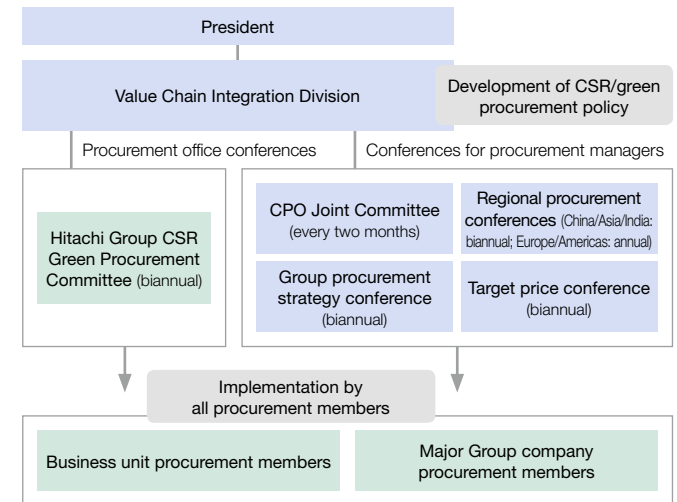 President
Value Chain Integration Division
Development of CSR/green
procurement policy
Procurement office conferences
Conferences for procurement managers
Hitachi Group CSR
Green Procurement
Committee (biannual)
CPO Joint Committee
(every two months)
Regional procurement
conferences (China/Asia/India:
biannual; Europe/Americas: annual)
Group procurement
strategy conference
(biannual)
Target price conference
(biannual)
Implementation by
all procurement members
Business unit procurement members
Major Group company
procurement members